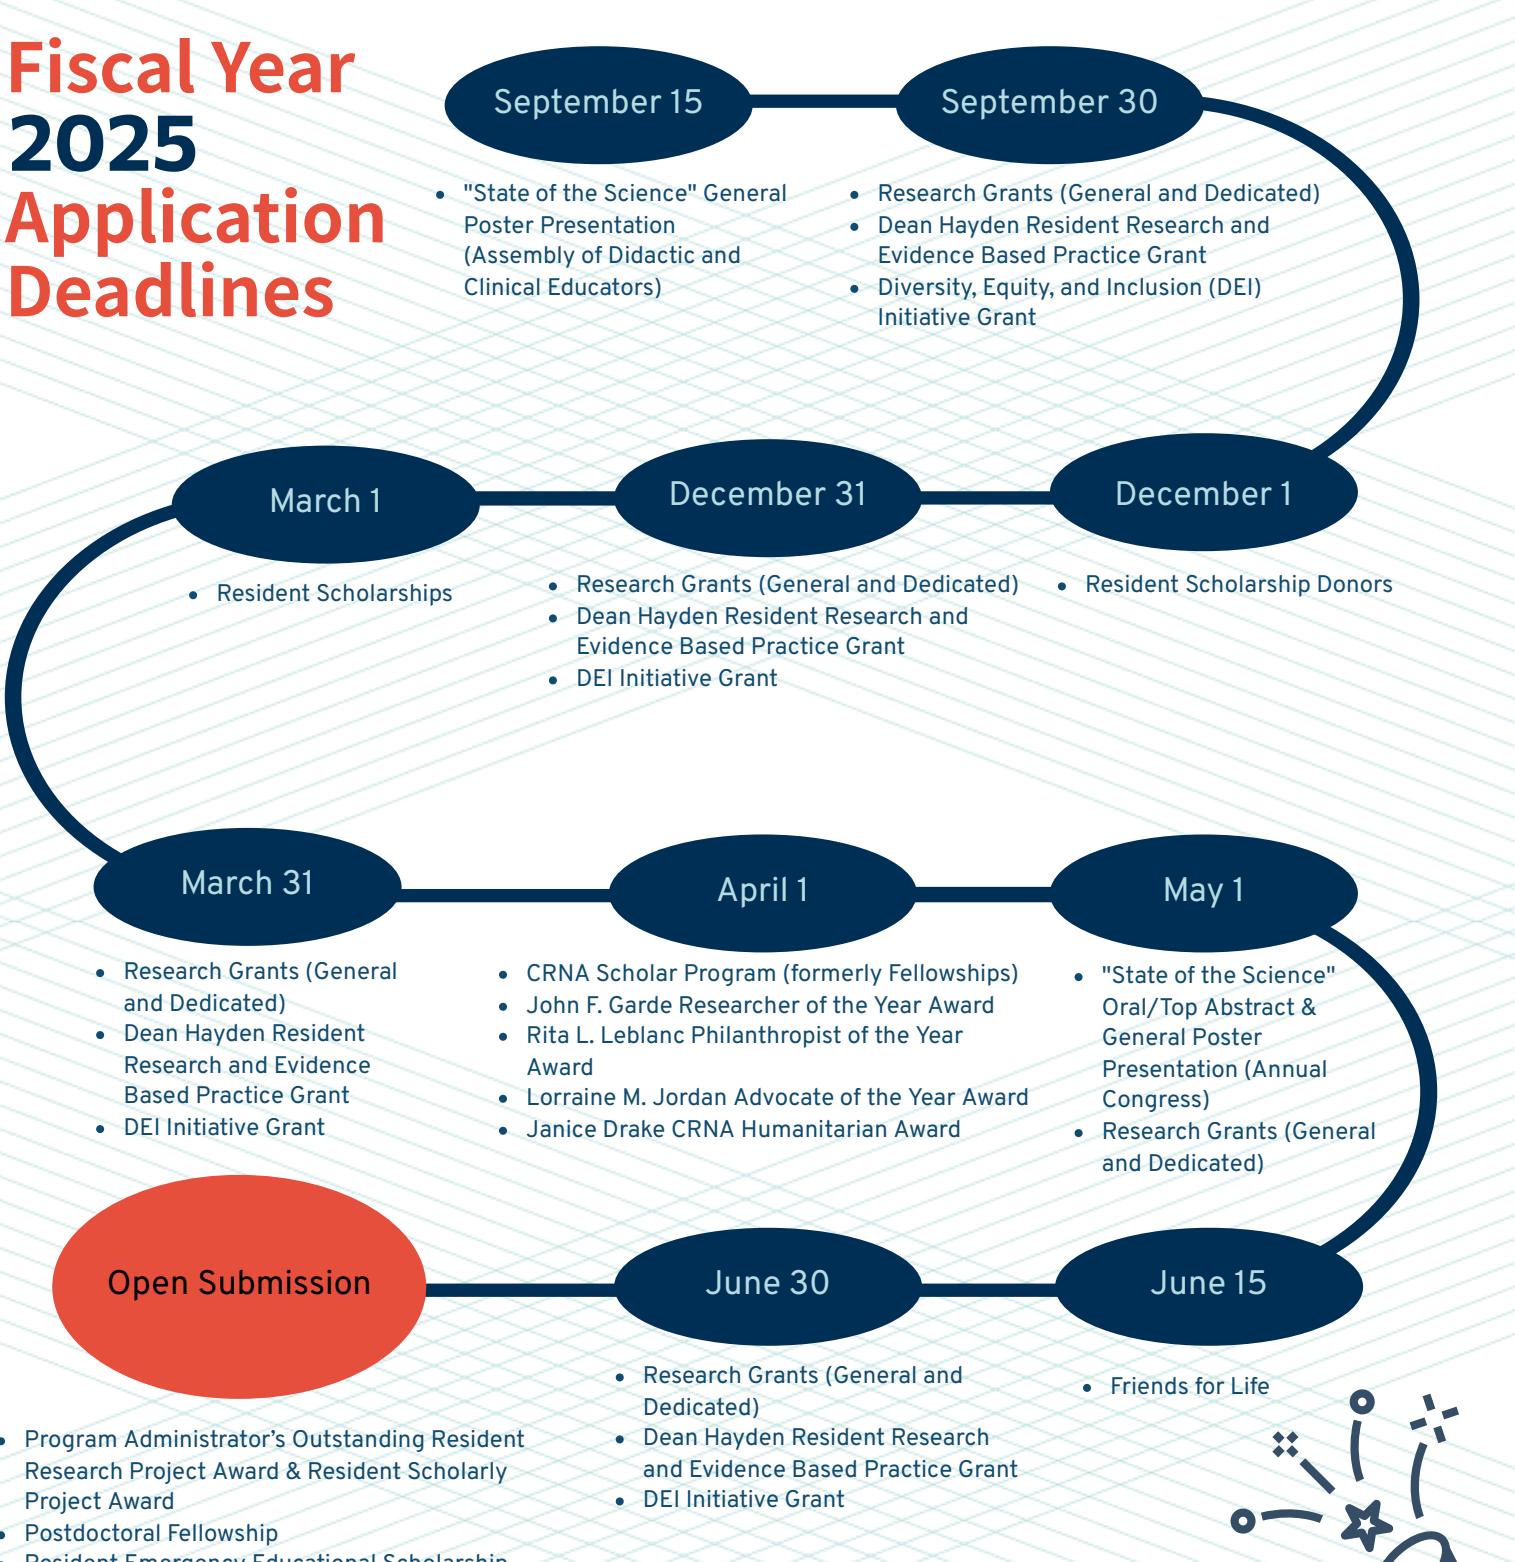 Fiscal Year
2025
Application
Deadlines
September 15
• "State of the Science" General
Poster Presentation
(Assembly of Didactic and
Clinical Educators)
September 30
• Research Grants (General and Dedicated)
• Dean Hayden Resident Research and
Evidence Based Practice Grant
• Diversity, Equity, and Inclusion (DEI)
Initiative Grant
December 1
• Resident Scholarship Donors
December 31
• Research Grants (General and Dedicated)
• Dean Hayden Resident Research and
Evidence Based Practice Grant
• DEI Initiative Grant
March 1
• Resident Scholarships
March 31
• Research Grants (General
and Dedicated)
• Dean Hayden Resident
Research and Evidence
Based Practice Grant
• DEI Initiative Grant
April 1
• CRNA Scholar Program (formerly Fellowships)
• John F. Garde Researcher of the Year Award
• Rita L. Leblanc Philanthropist of the Year
Award
• Lorraine M. Jordan Advocate of the Year Award
• Janice Drake CRNA Humanitarian Award
May 1
• "State of the Science"
Oral/Top Abstract &
General Poster
Presentation (Annual
Congress)
• Research Grants (General
and Dedicated)
June 15
• Friends for Life
June 30
• Research Grants (General and
Dedicated)
• Dean Hayden Resident Research
and Evidence Based Practice Grant
• DEI Initiative Grant
Open Submission
• Program Administrator’s Outstanding Resident
Research Project Award & Resident Scholarly
Project Award
• Postdoctoral Fellowship
• Resident Emergency Educational Scholarship